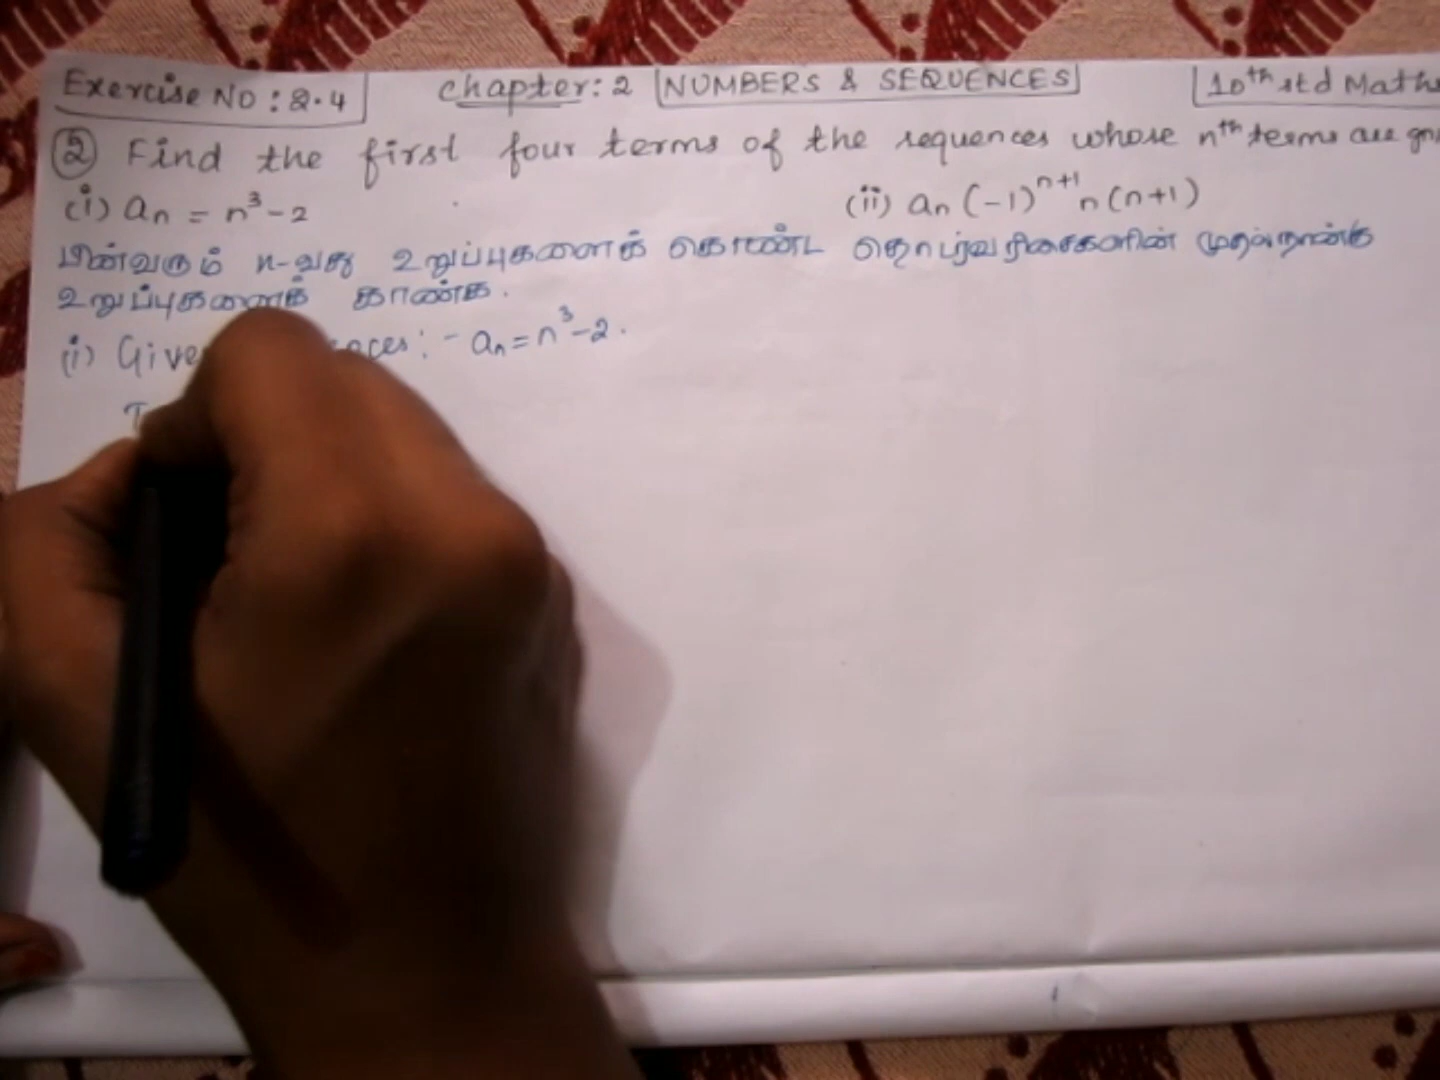 Exercise No: 2.4 Chapter: 2 NUMBERS & SEQUENCES 10th std Maths
② Find the first four terms of the sequences whose nth terms are
(i) aₙ = n³-2 (ii) aₙ (-1)ⁿ⁺¹ n(n+1)
பின்வரும் n-வது உறுப்புகளைக் கொண்ட தொடர்வரிசைகளின் முதல் நான்கு
உறுப்புகளைக் காண்க.
(i) :- aₙ = n³-2.